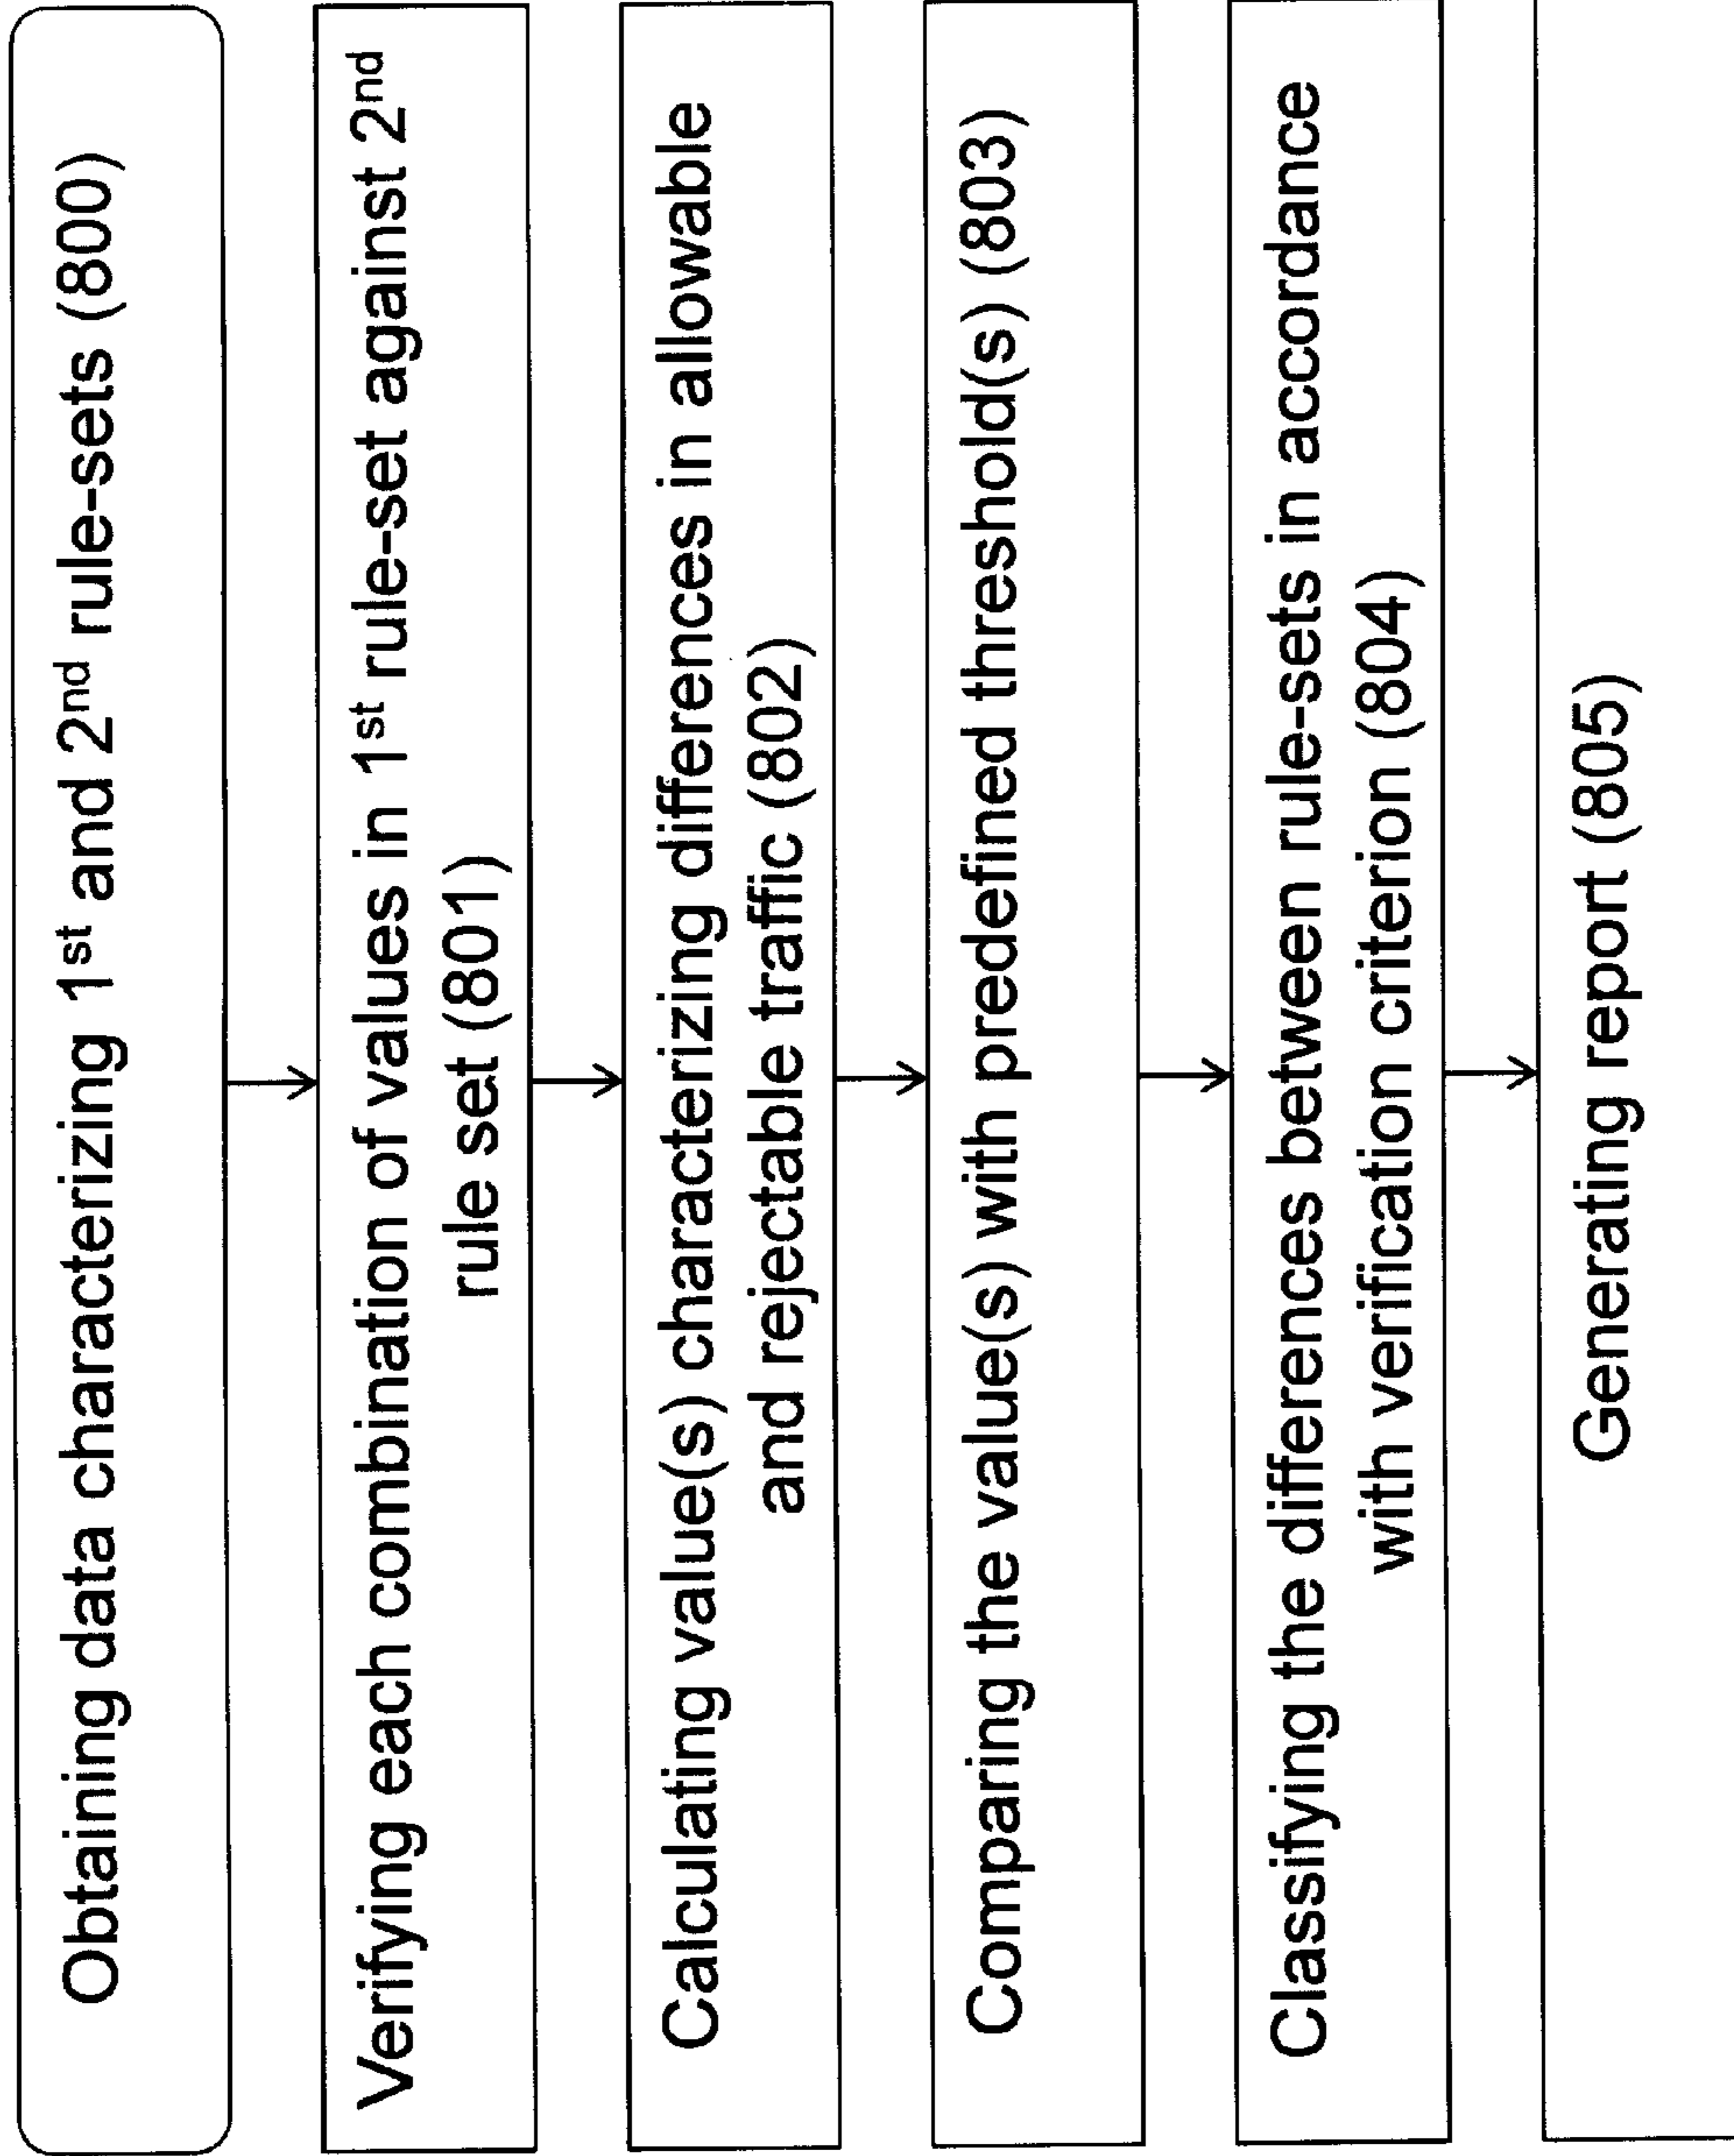 Obtaining data characterizing 1st and 2nd rule-sets (800)
Verifying each combination of values in 1st rule-set against 2nd
rule set (801)
Calculating value(s) characterizing differences in allowable
and rejectable traffic (802)
Comparing the value(s) with predefined threshold(s) (803)
Classifying the differences between rule-sets in accordance
with verification criterion (804)
Generating report (805)